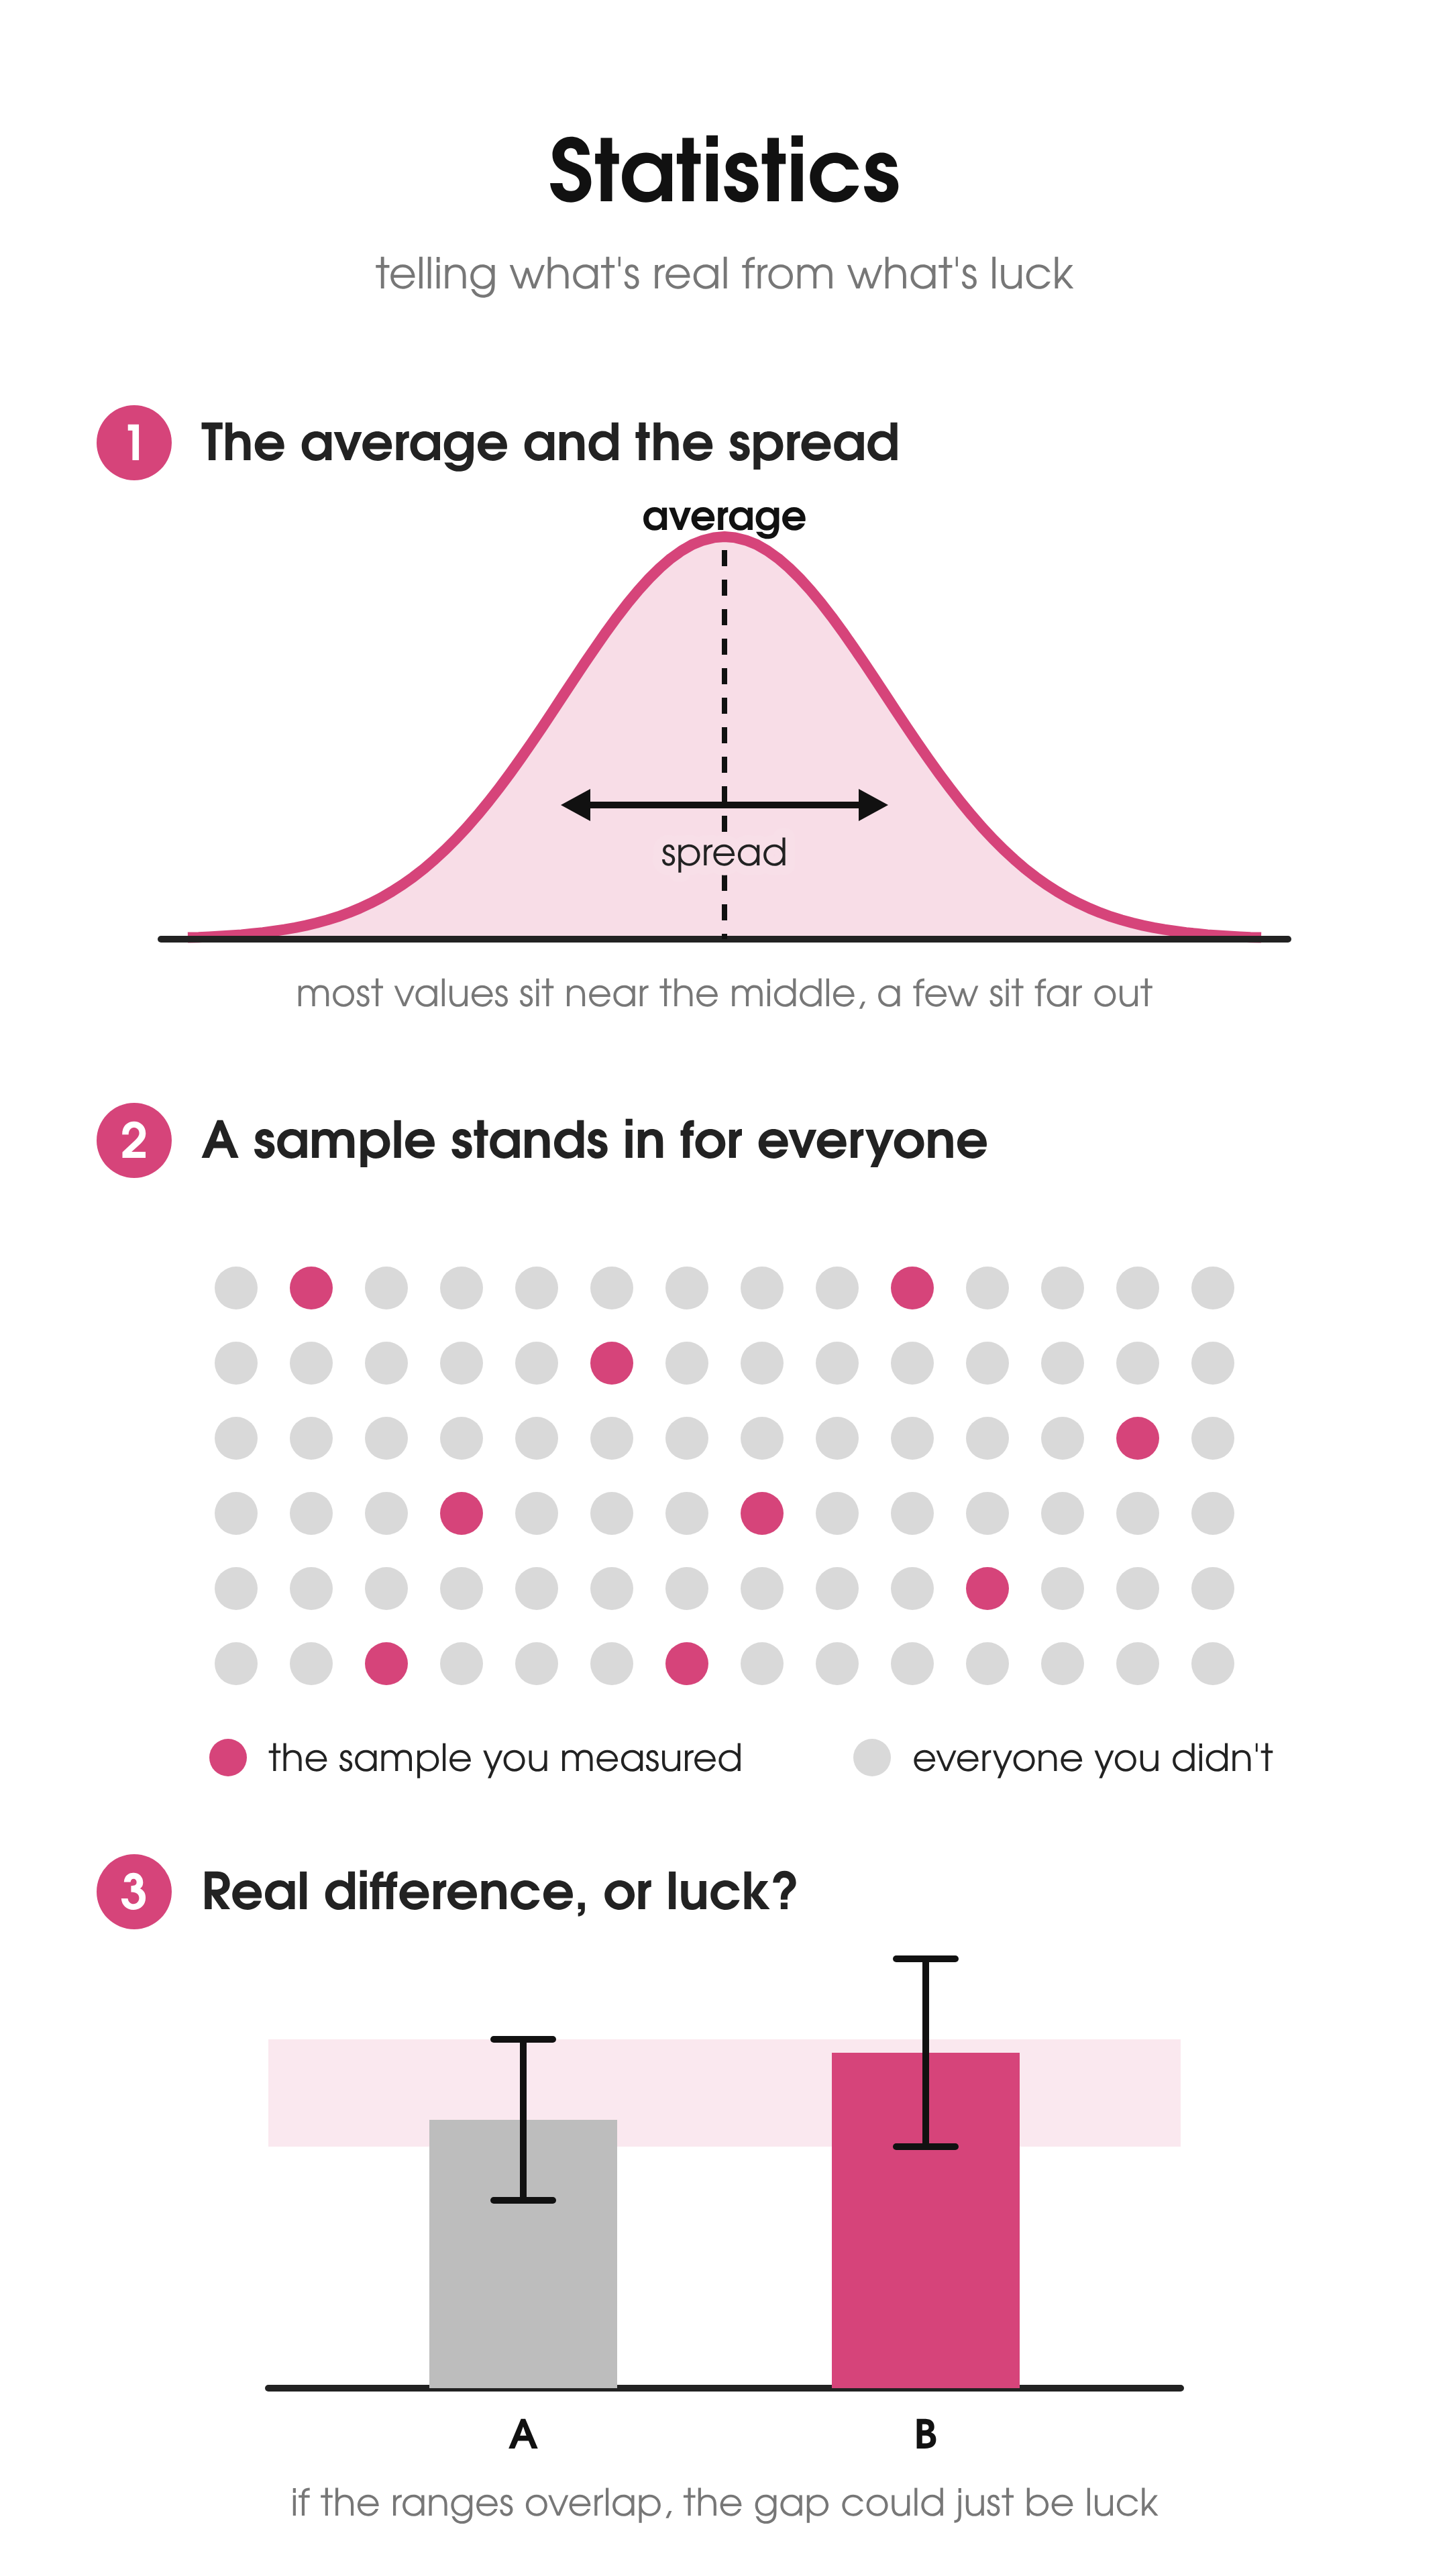 Statistics
telling what's real from what's luck
1 The average and the spread
average
spread
most values sit near the middle, a few sit far out
2 A sample stands in for everyone
the sample you measured everyone you didn't
3 Real difference, or luck?
A B
if the ranges overlap, the gap could just be luck